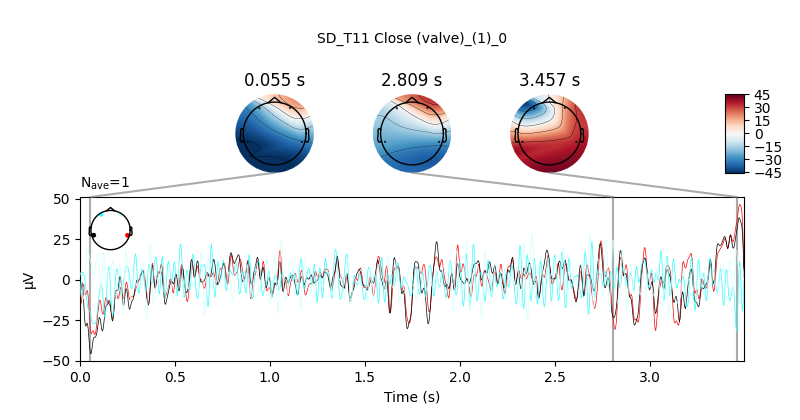 SD_T11 Close (valve)_(1)_0
0.055 s 2.809 s 3.457 s
45
30
15
0
−15
−30
−45
Nave=1
50
25
0
−25
−50
µV
0.0 0.5 1.0 1.5 2.0 2.5 3.0
Time (s)